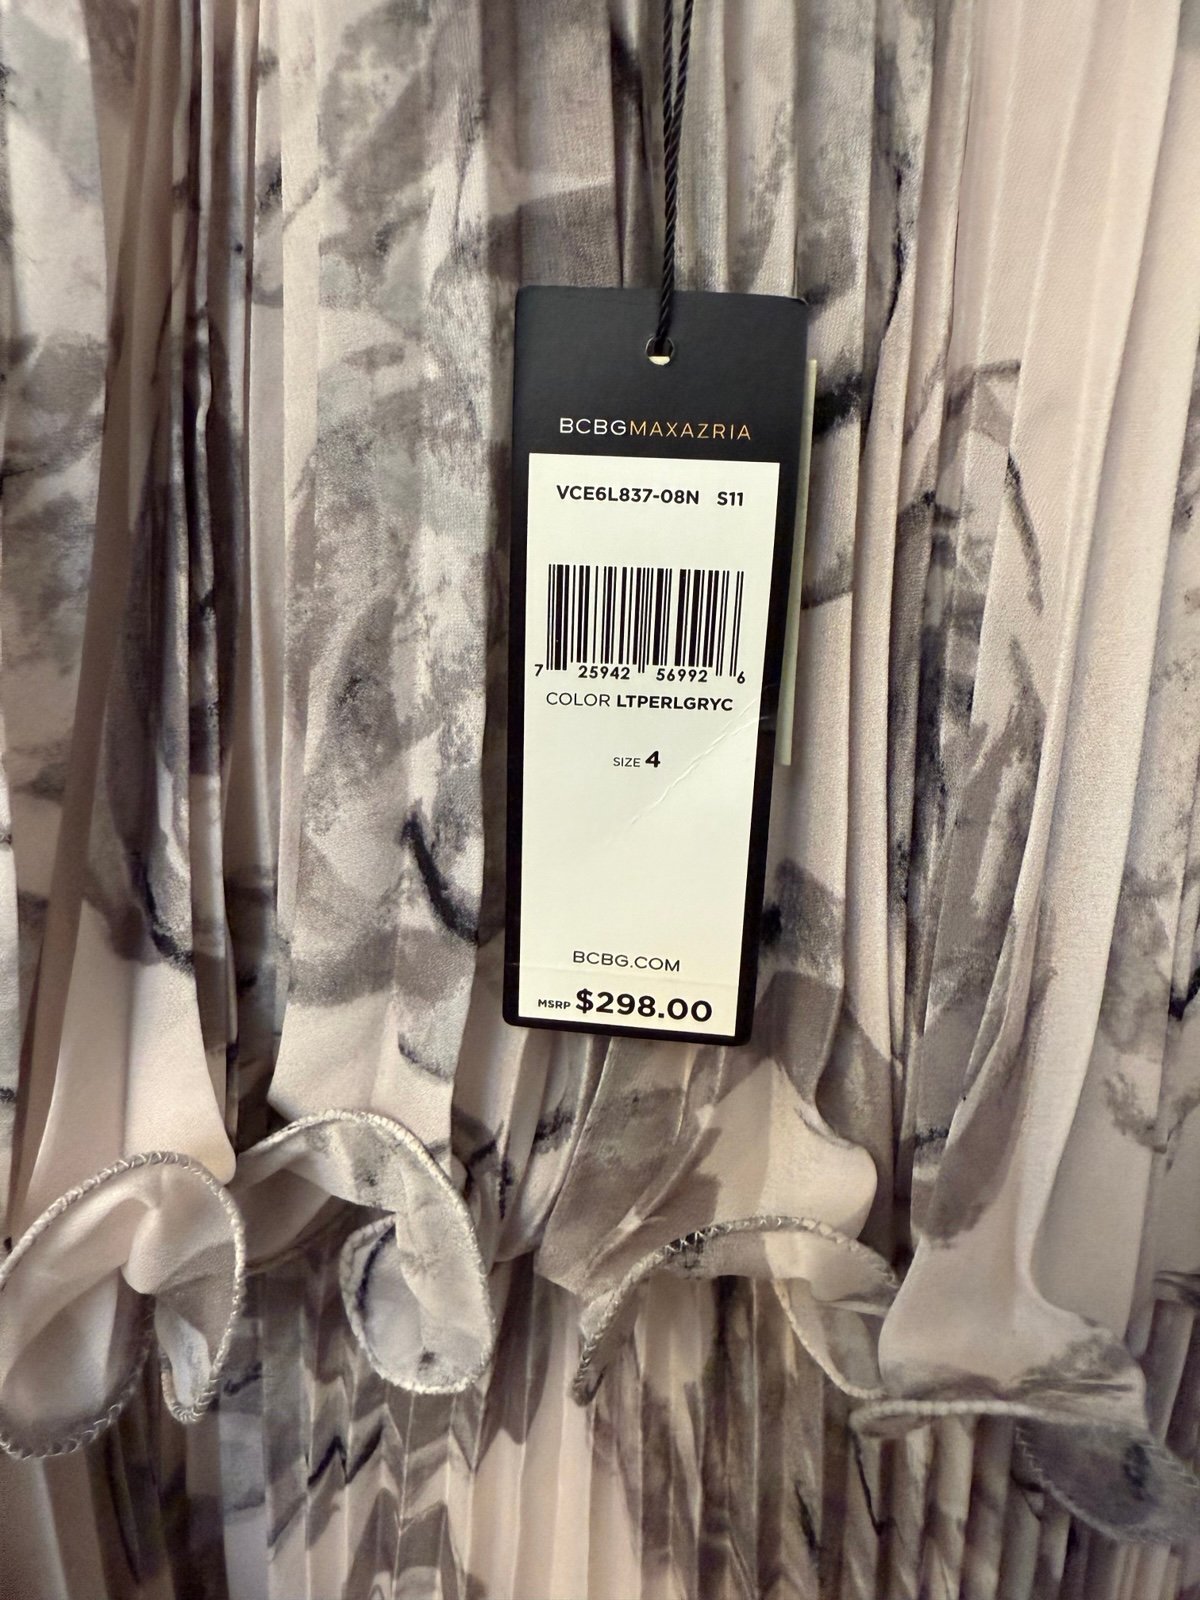 BCBGMAXAZRIA
VCE6L837-08N S11
7 25942 56992 6
COLOR LTPERLGRYC
SIZE 4
BCBG.COM
MSRP $298.00